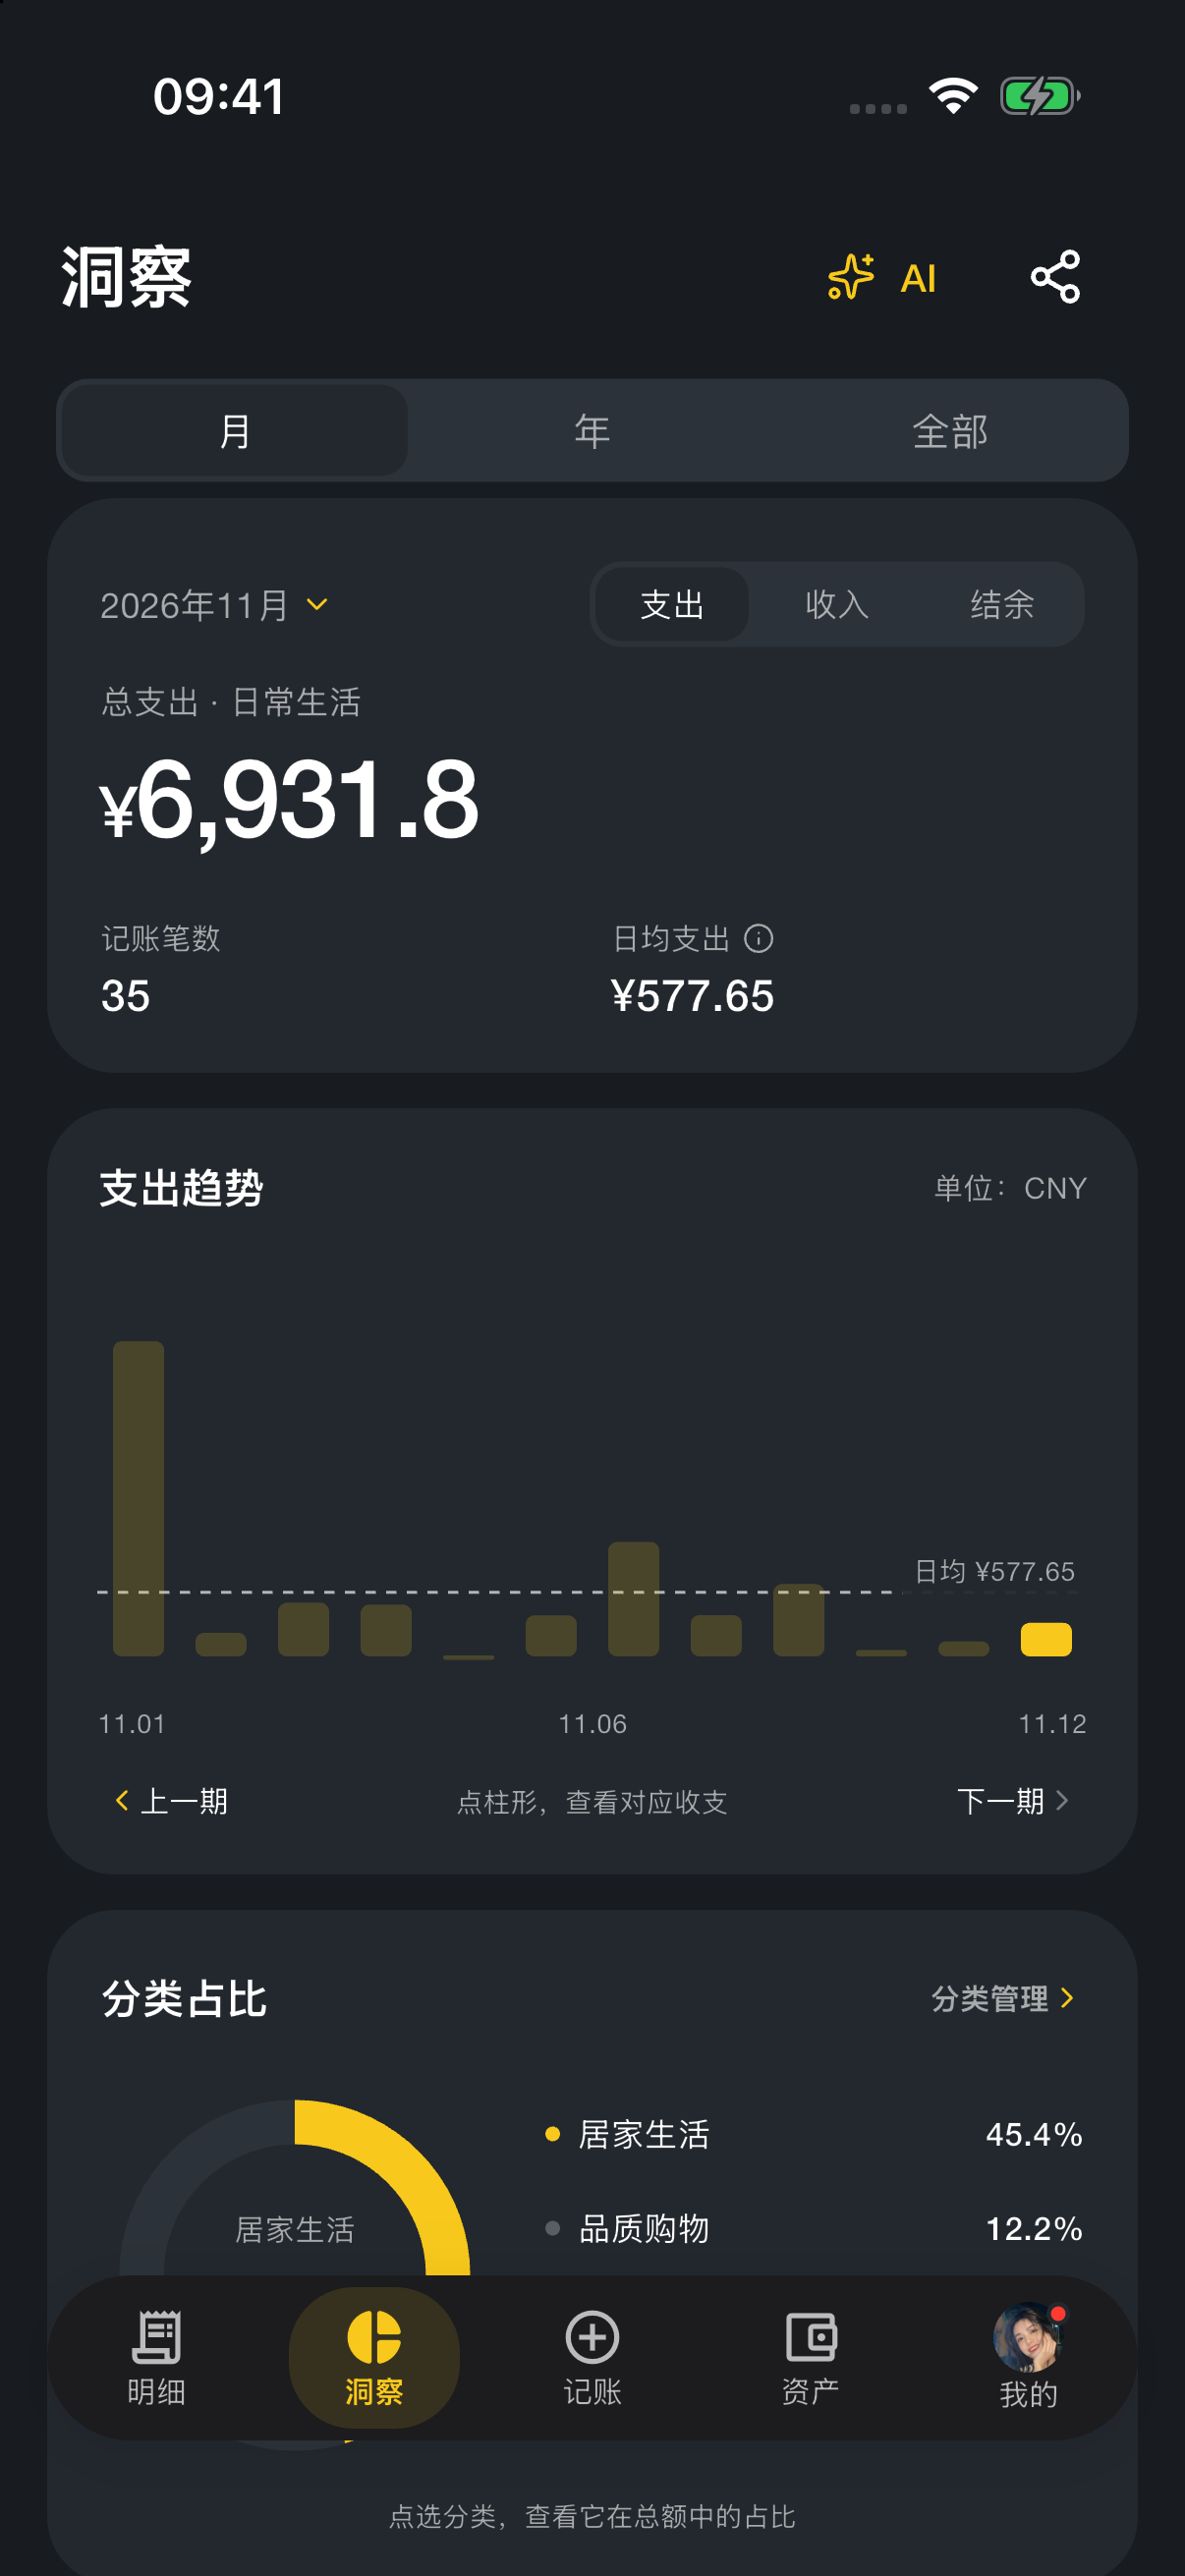 09:41
洞察
AI
月 年 全部
2026年11月 支出 收入 结余
总支出 · 日常生活
¥6,931.8
记账笔数 日均支出
35 ¥577.65
支出趋势 单位：CNY
日均 ¥577.65
11.01 11.06 11.12
上一期 点柱形，查看对应收支 下一期
分类占比 分类管理
居家生活 45.4%
居家生活
品质购物 12.2%
明细 洞察 记账 资产 我的
点选分类，查看它在总额中的占比